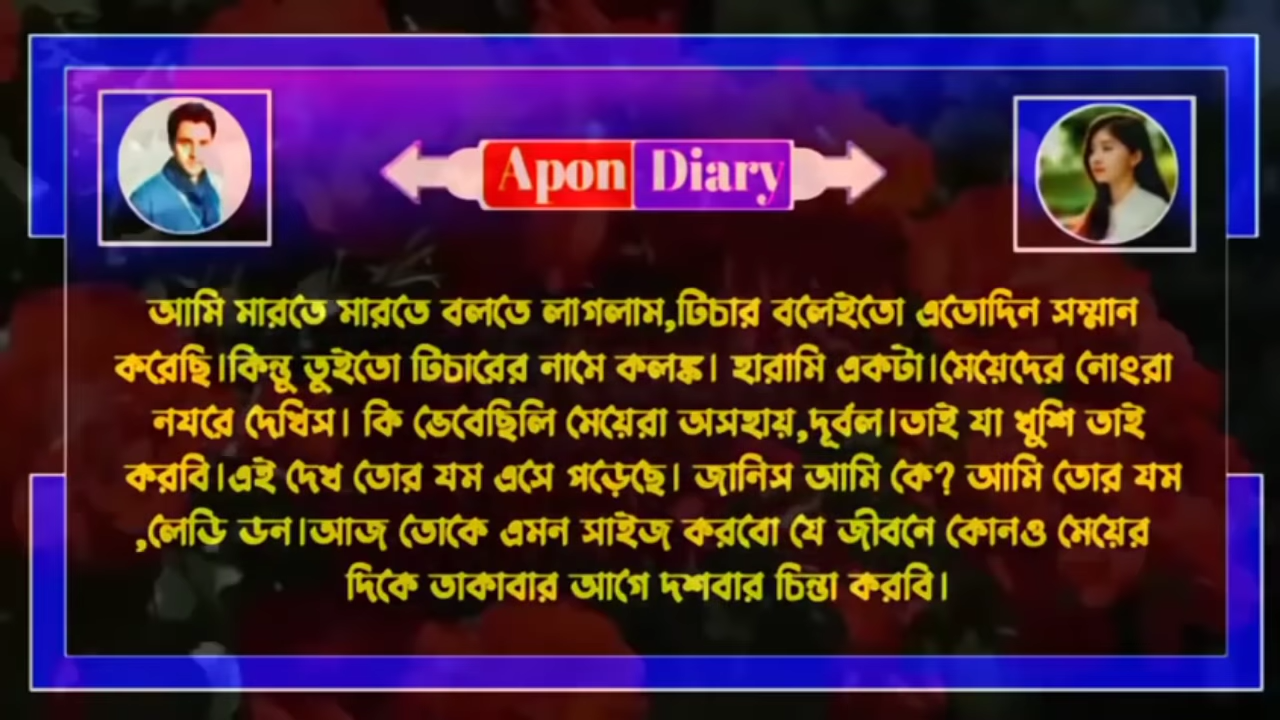 Apon Diary
আমি মারতে মারতে বলতে লাগলাম,টিচার বলেইতো এতোদিন সম্মান
করেছি।কিন্তু তুইতো টিচারের নামে কলঙ্ক। হারামি একটা।মেয়েদের নোংরা
নযরে দেখিস। কি ভেবেছিলি মেয়েরা অসহায়,দূর্বল।তাই যা খুশি তাই
করবি।এই দেখ তোর যম এসে পড়েছে। জানিস আমি কে? আমি তোর যম
,লেডি ডন।আজ তোকে এমন সাইজ করবো যে জীবনে কোনও মেয়ের
দিকে তাকাবার আগে দশবার চিন্তা করবি।